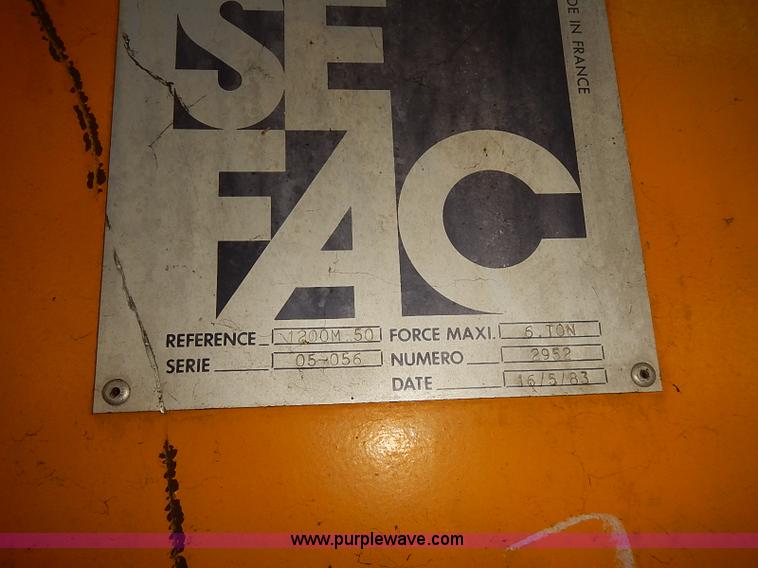 SE
FAC
DE IN FRANCE
REFERENCE 1200M 50 FORCE MAXI. 6 TON
SERIE 05-056 NUMERO 2952
DATE 16/5/83
www.purplewave.com